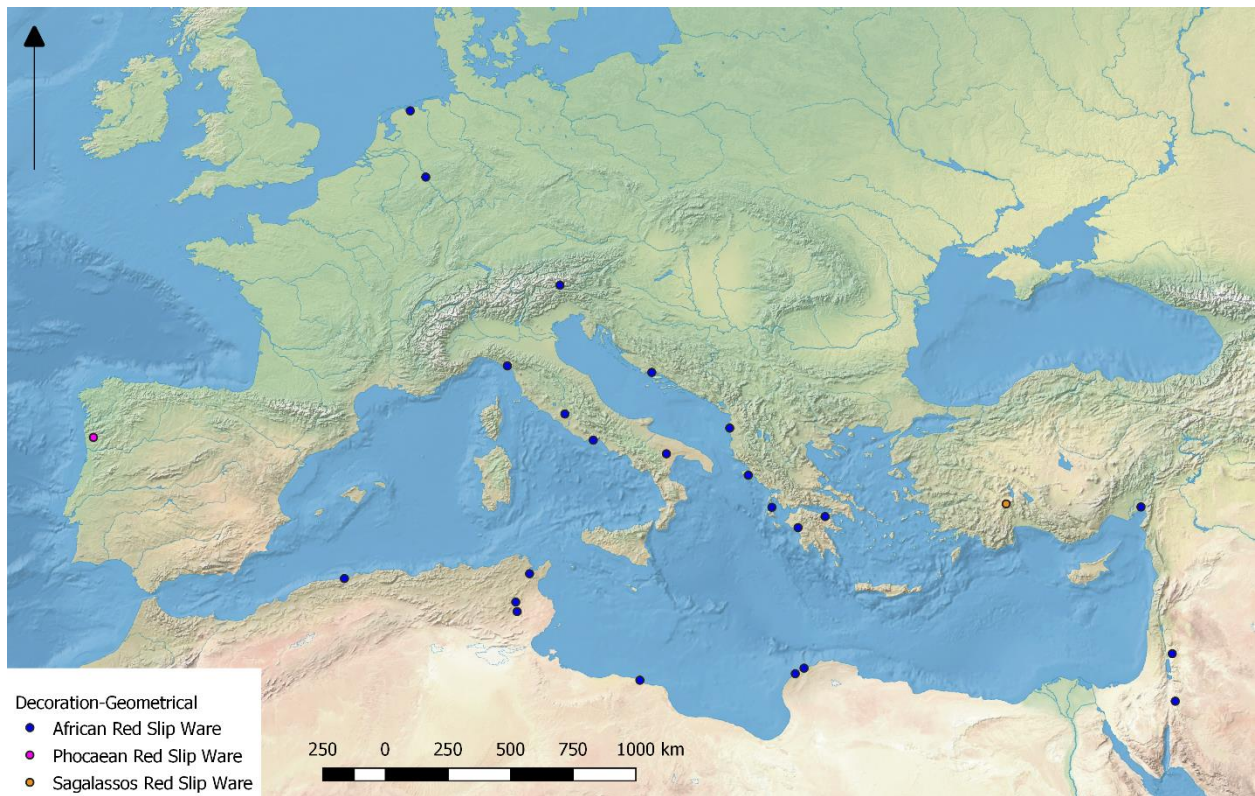 Decoration-Geometrical
African Red Slip Ware
Phocaean Red Slip Ware
Sagalassos Red Slip Ware
250 0 250 500 750 1000 km